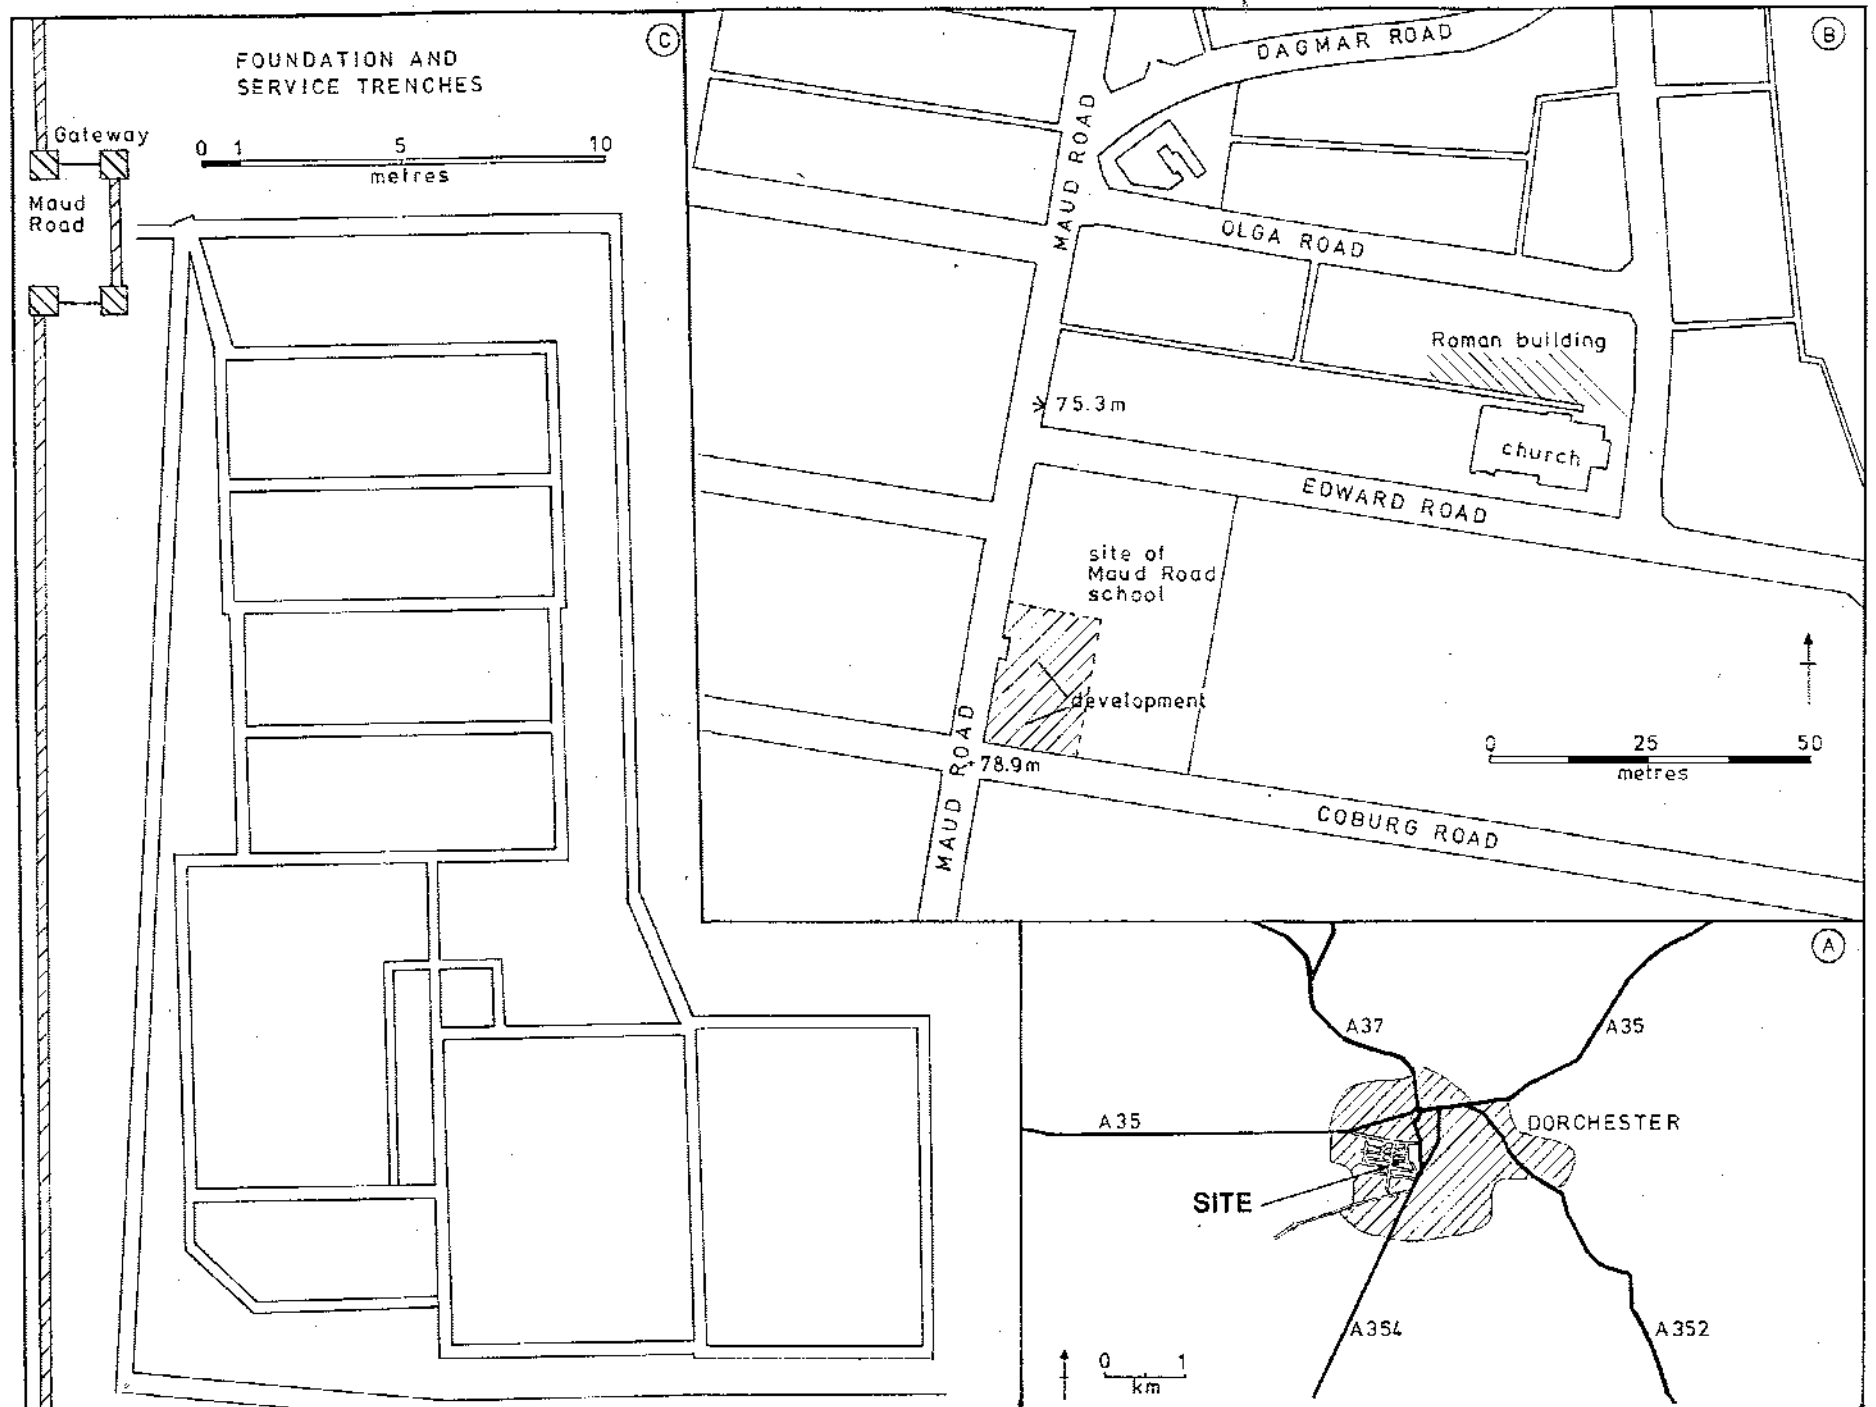 FOUNDATION AND
SERVICE TRENCHES
C
Gateway
0 1 5 10
metres
Maud
Road
B
DAGMAR ROAD
MAUD ROAD
OLGA ROAD
Roman building
75.3m
church
EDWARD ROAD
site of
Maud Road
school
development
MAUD ROAD
78.9m
0 25 50
metres
COBURG ROAD
MAUD ROAD
A
A37
A35
A35
DORCHESTER
SITE
A354
A352
0 1
km